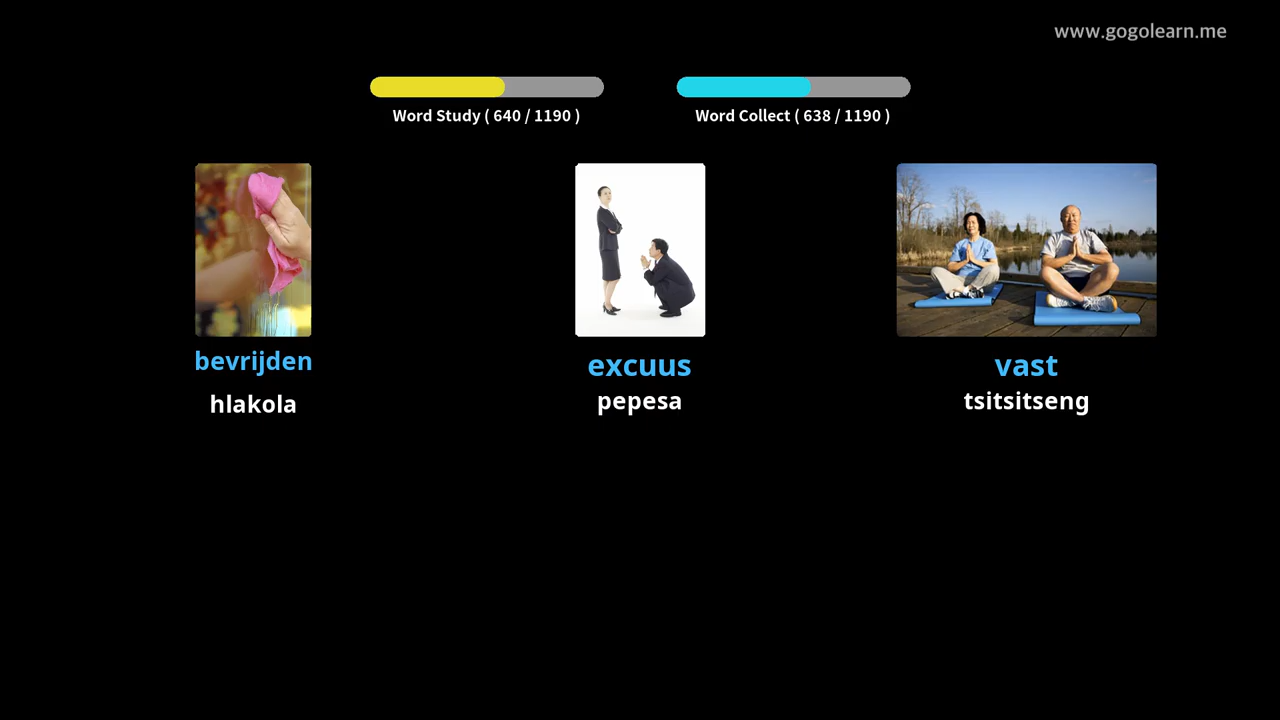 www.gogolearn.me
Word Study ( 640 / 1190 )
Word Collect ( 638 / 1190 )
bevrijden
hlakola
excuus
pepesa
vast
tsitsitseng